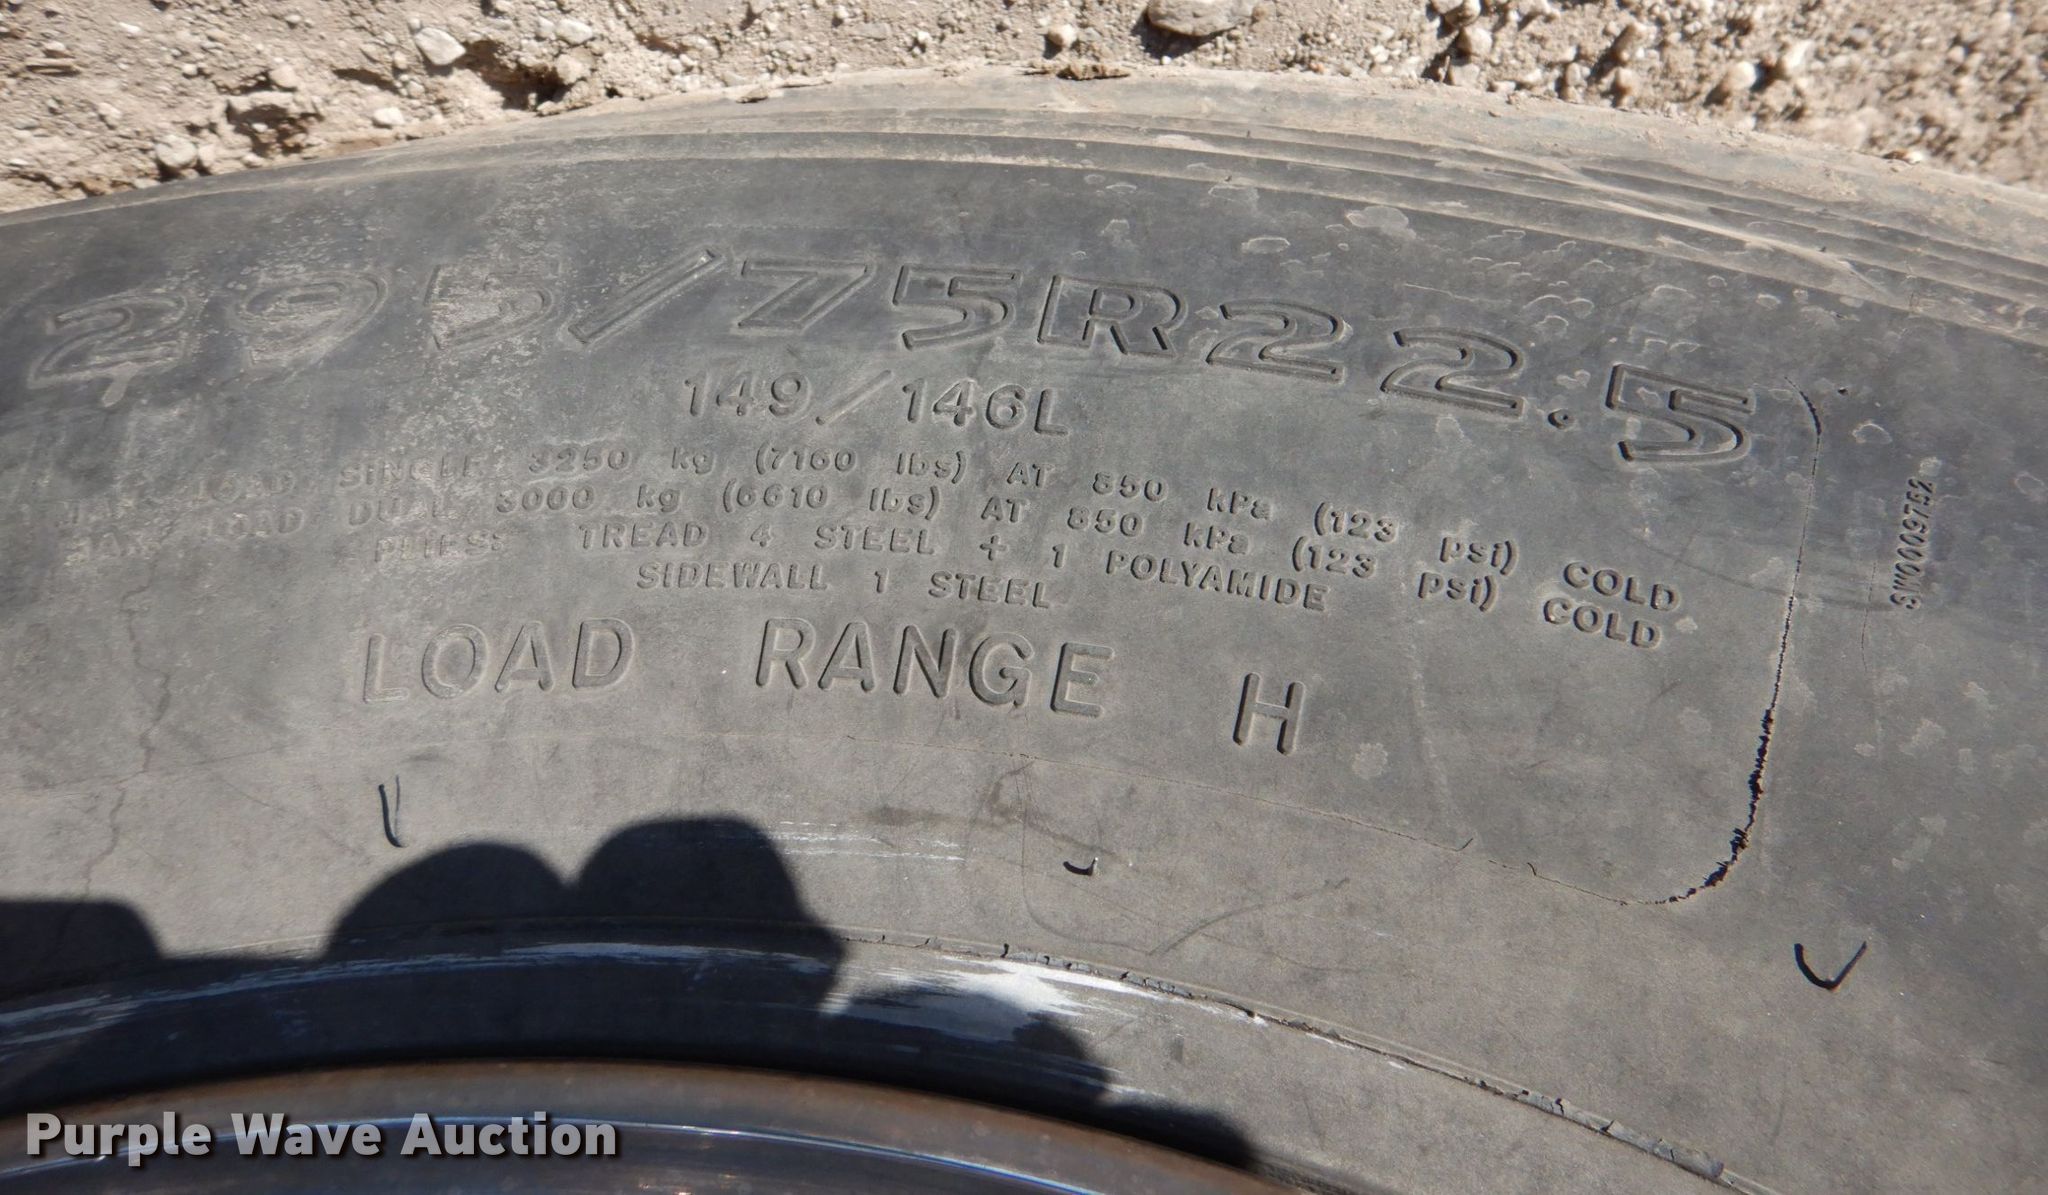 295/75R22.5
149/146L
MAX. LOAD SINGLE 3250 kg (7160 lbs) AT 850 kPa (123 psi) COLD
MAX. LOAD DUAL 3000 kg (6610 lbs) AT 850 kPa (123 psi) COLD
PLIES: TREAD 4 STEEL + 1 POLYAMIDE
SIDEWALL 1 STEEL
LOAD RANGE H
SW0009752
Purple Wave Auction